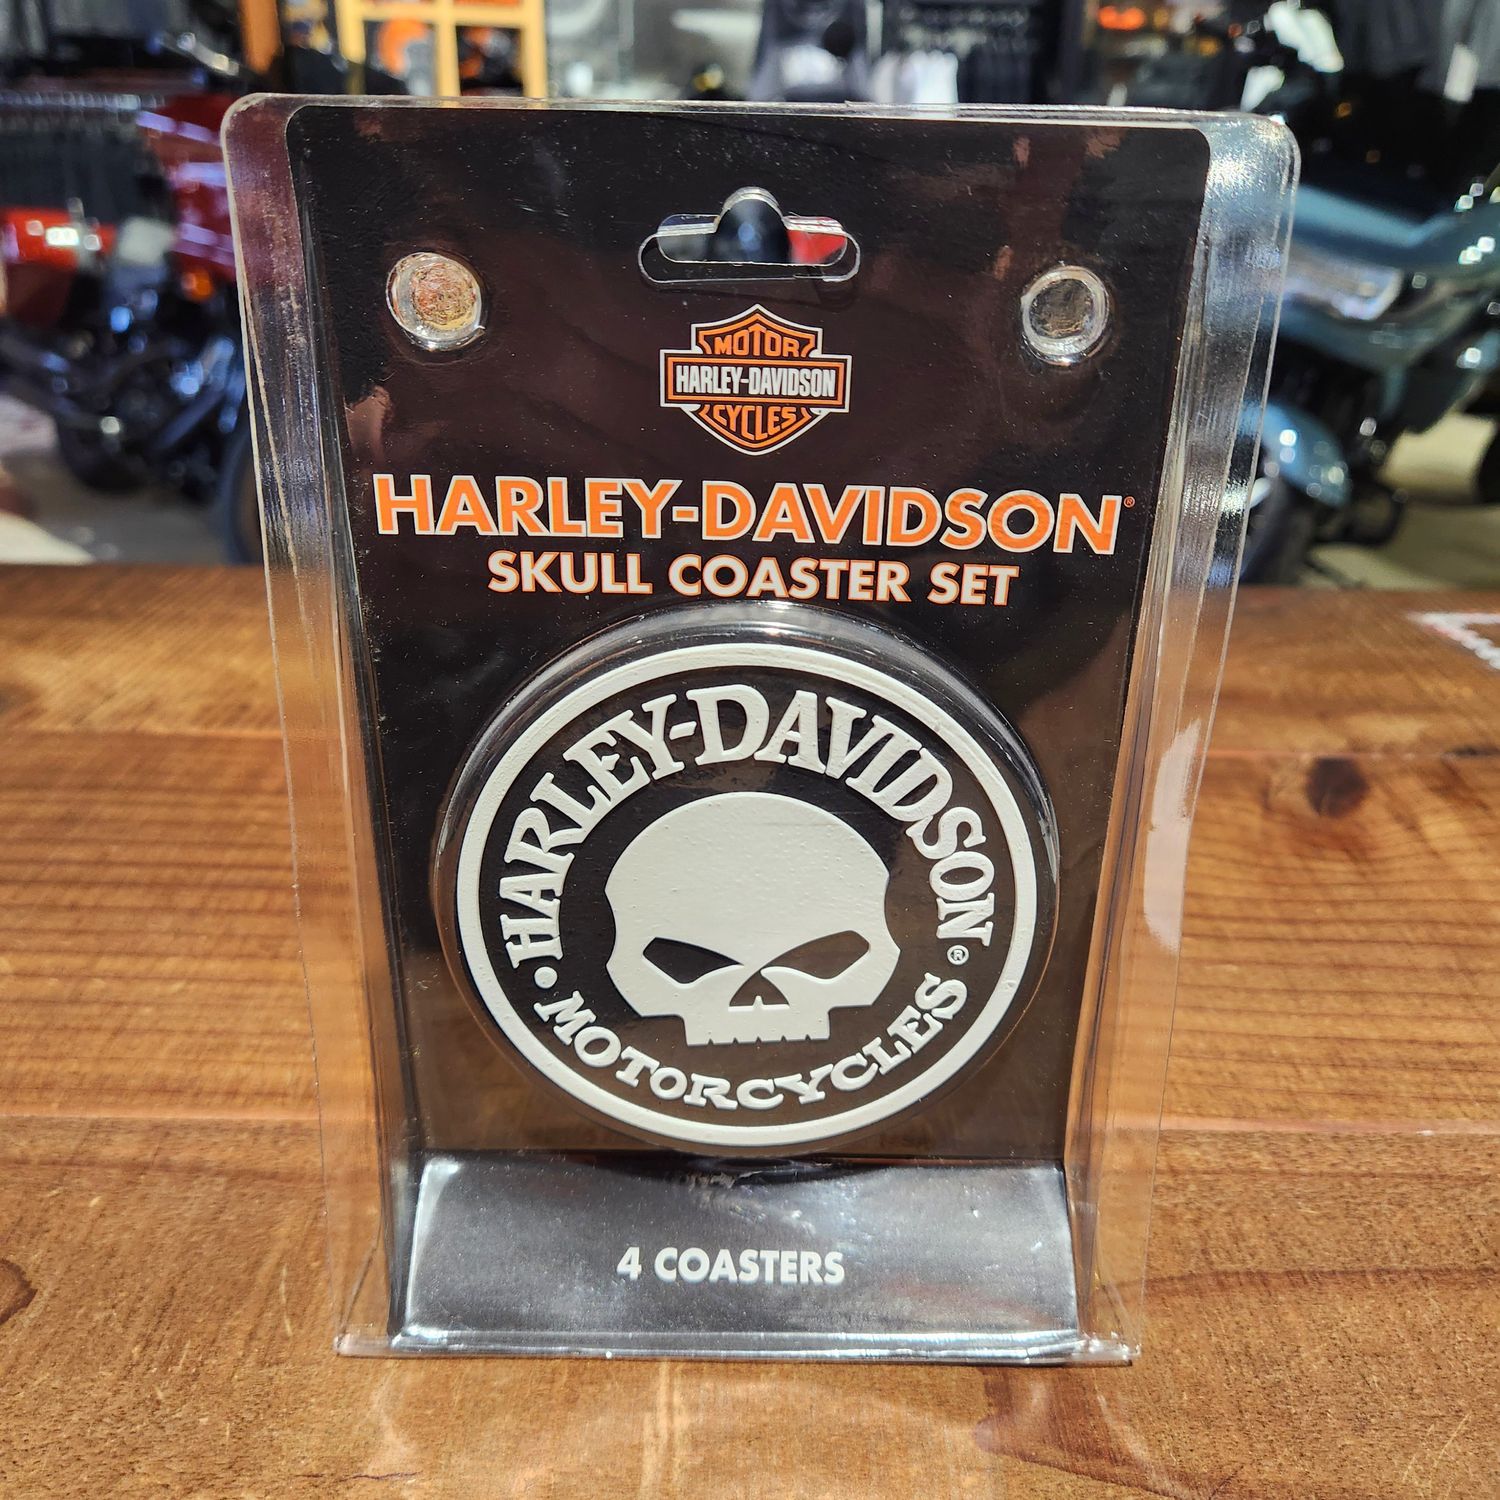 MOTOR
HARLEY-DAVIDSON
CYCLES
HARLEY-DAVIDSON®
SKULL COASTER SET
HARLEY-DAVIDSON®
• MOTORCYCLES
4 COASTERS